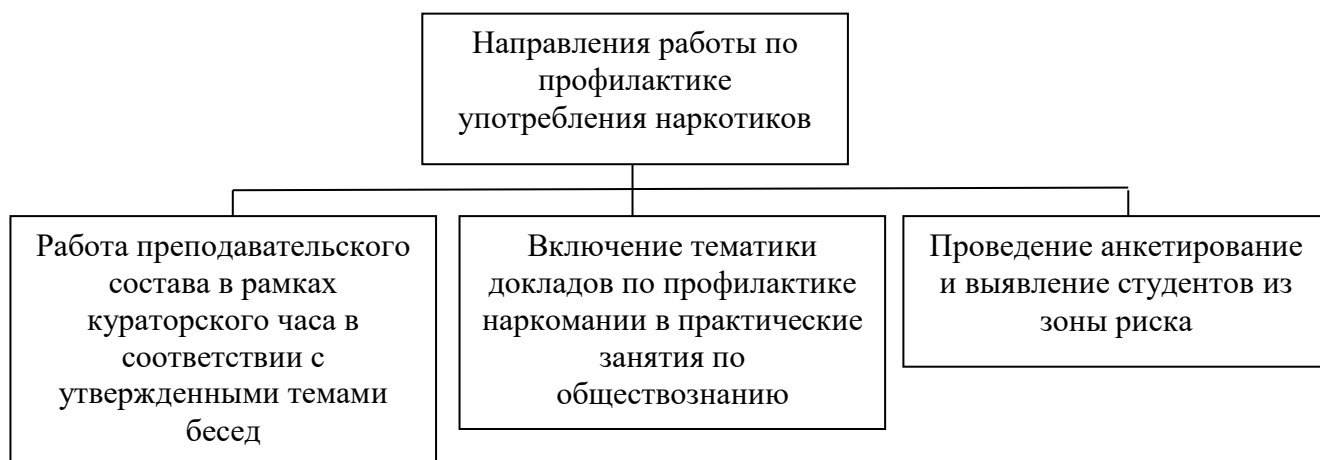 Направления работы по
профилактике
употребления наркотиков
Работа преподавательского
состава в рамках
кураторского часа в
соответствии с
утвержденными темами
бесед
Включение тематики
докладов по профилактике
наркомании в практические
занятия по
обществознанию
Проведение анкетирование
и выявление студентов из
зоны риска